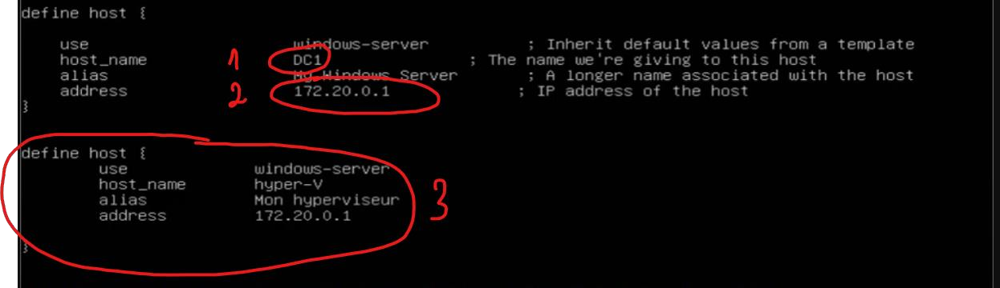 define host {
use windows-server ; Inherit default values from a template
host_name 1 DC1 ; The name we're giving to this host
alias My Windows Server ; A longer name associated with the host
address 2 172.20.0.1 ; IP address of the host
}
define host {
use windows-server
host_name hyper-V
alias Mon hyperviseur 3
address 172.20.0.1
}